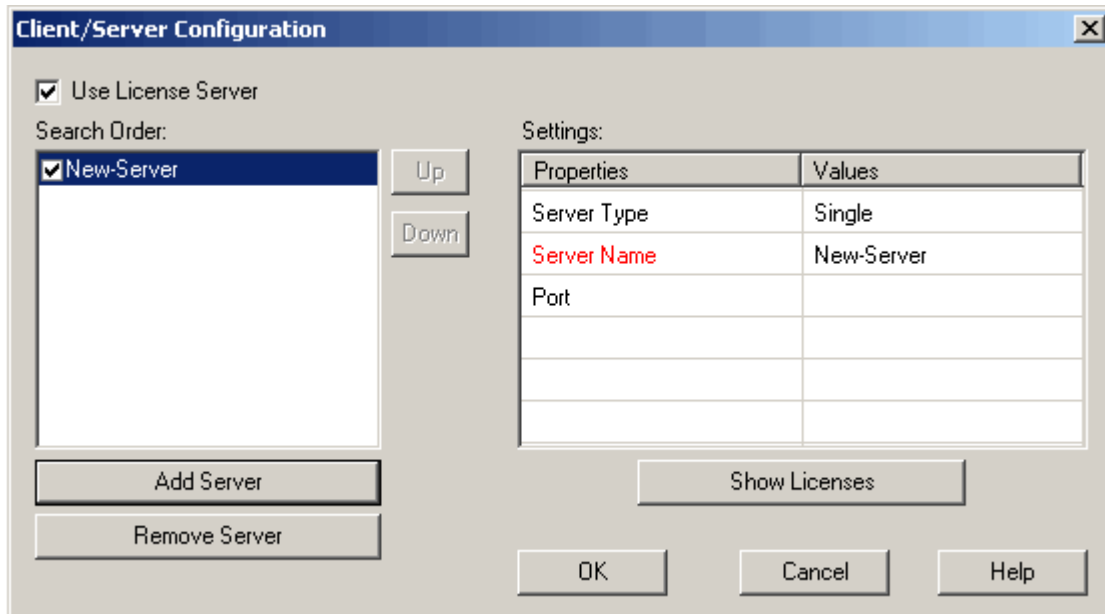 Client/Server Configuration
Use License Server
Search Order:
New-Server
Up
Down
Add Server
Remove Server
Settings:
Properties Values
Server Type Single
Server Name New-Server
Port
Show Licenses
OK Cancel Help